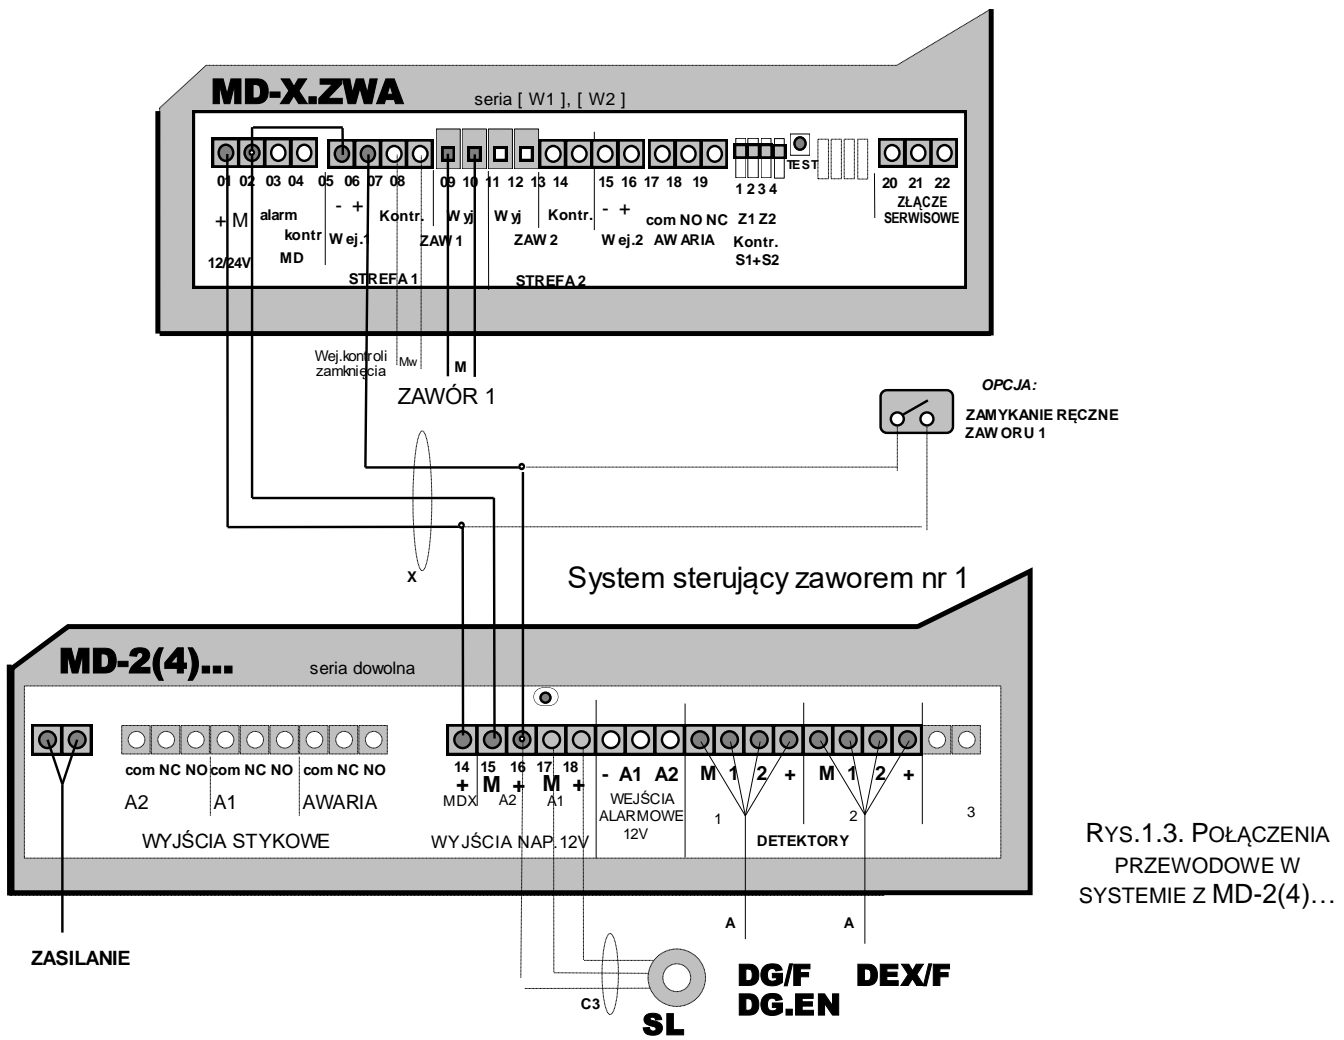 MD-X.ZWA
seria [ W1 ], [ W2 ]
TEST
01 02 03 04 05 06 07 08 09 10 11 12 13 14 15 16 17 18 19 1 2 3 4 20 21 22
+ M alarm - + Kontr. Wyj Wyj Kontr. - + com NO NC Z1 Z2 ZŁĄCZE
SERWISOWE
kontr Wej.1 ZAW 1 ZAW 2 Wej.2 AWARIA Kontr.
12/24V MD S1+S2
STREFA 1 STREFA 2
Wej.kontroli
zamknięcia
Mw
M
ZAWÓR 1
OPCJA:
ZAMYKANIE RĘCZNE
ZAWORU 1
X
System sterujący zaworem nr 1
MD-2(4)...
seria dowolna
com NC NO com NC NO com NC NO
A2 A1 AWARIA
WYJŚCIA STYKOWE
14 15 16 17 18
+ M + M +
MDX A2 A1
WYJŚCIA NAP. 12V
- A1 A2
WEJŚCIA
ALARMOWE
12V
M 1 2 + M 1 2 +
1 2 3
DETEKTORY
RYS.1.3. POŁĄCZENIA
PRZEWODOWE W
SYSTEMIE Z MD-2(4)…
ZASILANIE
A A
C3
SL
DG/F
DG.EN
DEX/F